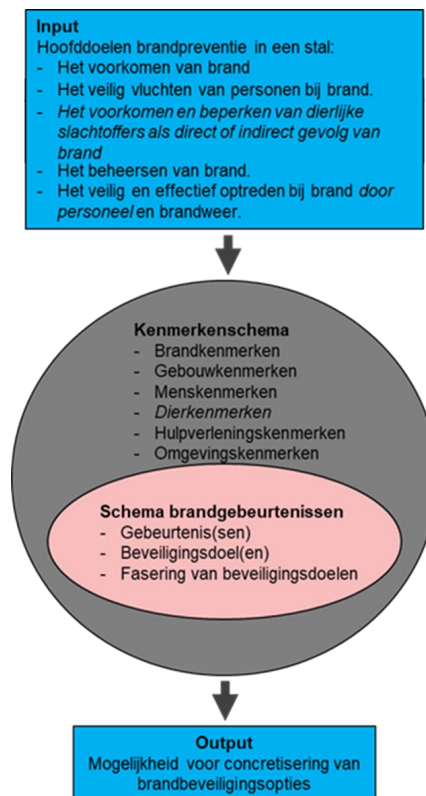 Input
Hoofddoelen brandpreventie in een stal:
- Het voorkomen van brand
- Het veilig vluchten van personen bij brand.
- Het voorkomen en beperken van dierlijke
slachtoffers als direct of indirect gevolg van
brand
- Het beheersen van brand.
- Het veilig en effectief optreden bij brand door
personeel en brandweer.
Kenmerkenschema
- Brandkenmerken
- Gebouwkenmerken
- Menskenmerken
- Dierkenmerken
- Hulpverleningskenmerken
- Omgevingskenmerken
Schema brandgebeurtenissen
- Gebeurtenis(sen)
- Beveiligingsdoel(en)
- Fasering van beveiligingsdoelen
Output
Mogelijkheid voor concretisering van
brandbeveiligingsopties